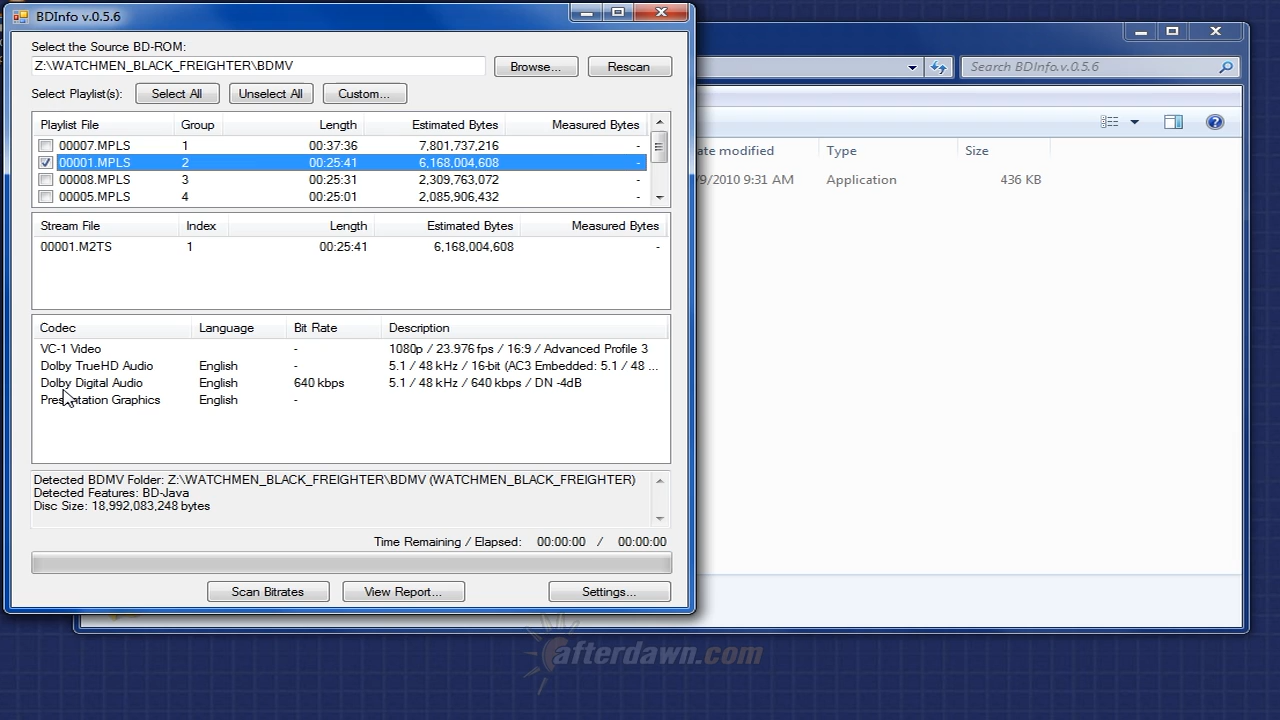 BDInfo v.0.5.6
Select the Source BD-ROM:
Z:\WATCHMEN_BLACK_FREIGHTER\BDMV
Browse...
Rescan
Select Playlist(s):
Select All
Unselect All
Custom...
Playlist File Group Length Estimated Bytes Measured Bytes
00007.MPLS 1 00:37:36 7,801,737,216 -
00001.MPLS 2 00:25:41 6,168,004,608 -
00008.MPLS 3 00:25:31 2,309,763,072 -
00005.MPLS 4 00:25:01 2,085,906,432 -
Stream File Index Length Estimated Bytes Measured Bytes
00001.M2TS 1 00:25:41 6,168,004,608 -
Codec Language Bit Rate Description
VC-1 Video - 1080p / 23.976 fps / 16:9 / Advanced Profile 3
Dolby TrueHD Audio English - 5.1 / 48 kHz / 16-bit (AC3 Embedded: 5.1 / 48 ...
Dolby Digital Audio English 640 kbps 5.1 / 48 kHz / 640 kbps / DN -4dB
Presentation Graphics English -
Detected BDMV Folder: Z:\WATCHMEN_BLACK_FREIGHTER\BDMV (WATCHMEN_BLACK_FREIGHTER)
Detected Features: BD-Java
Disc Size: 18,992,083,248 bytes
Time Remaining / Elapsed: 00:00:00 / 00:00:00
Scan Bitrates
View Report...
Settings...
Search BDInfo.v.0.5.6
ate modified Type Size
/9/2010 9:31 AM Application 436 KB
afterdawn.com